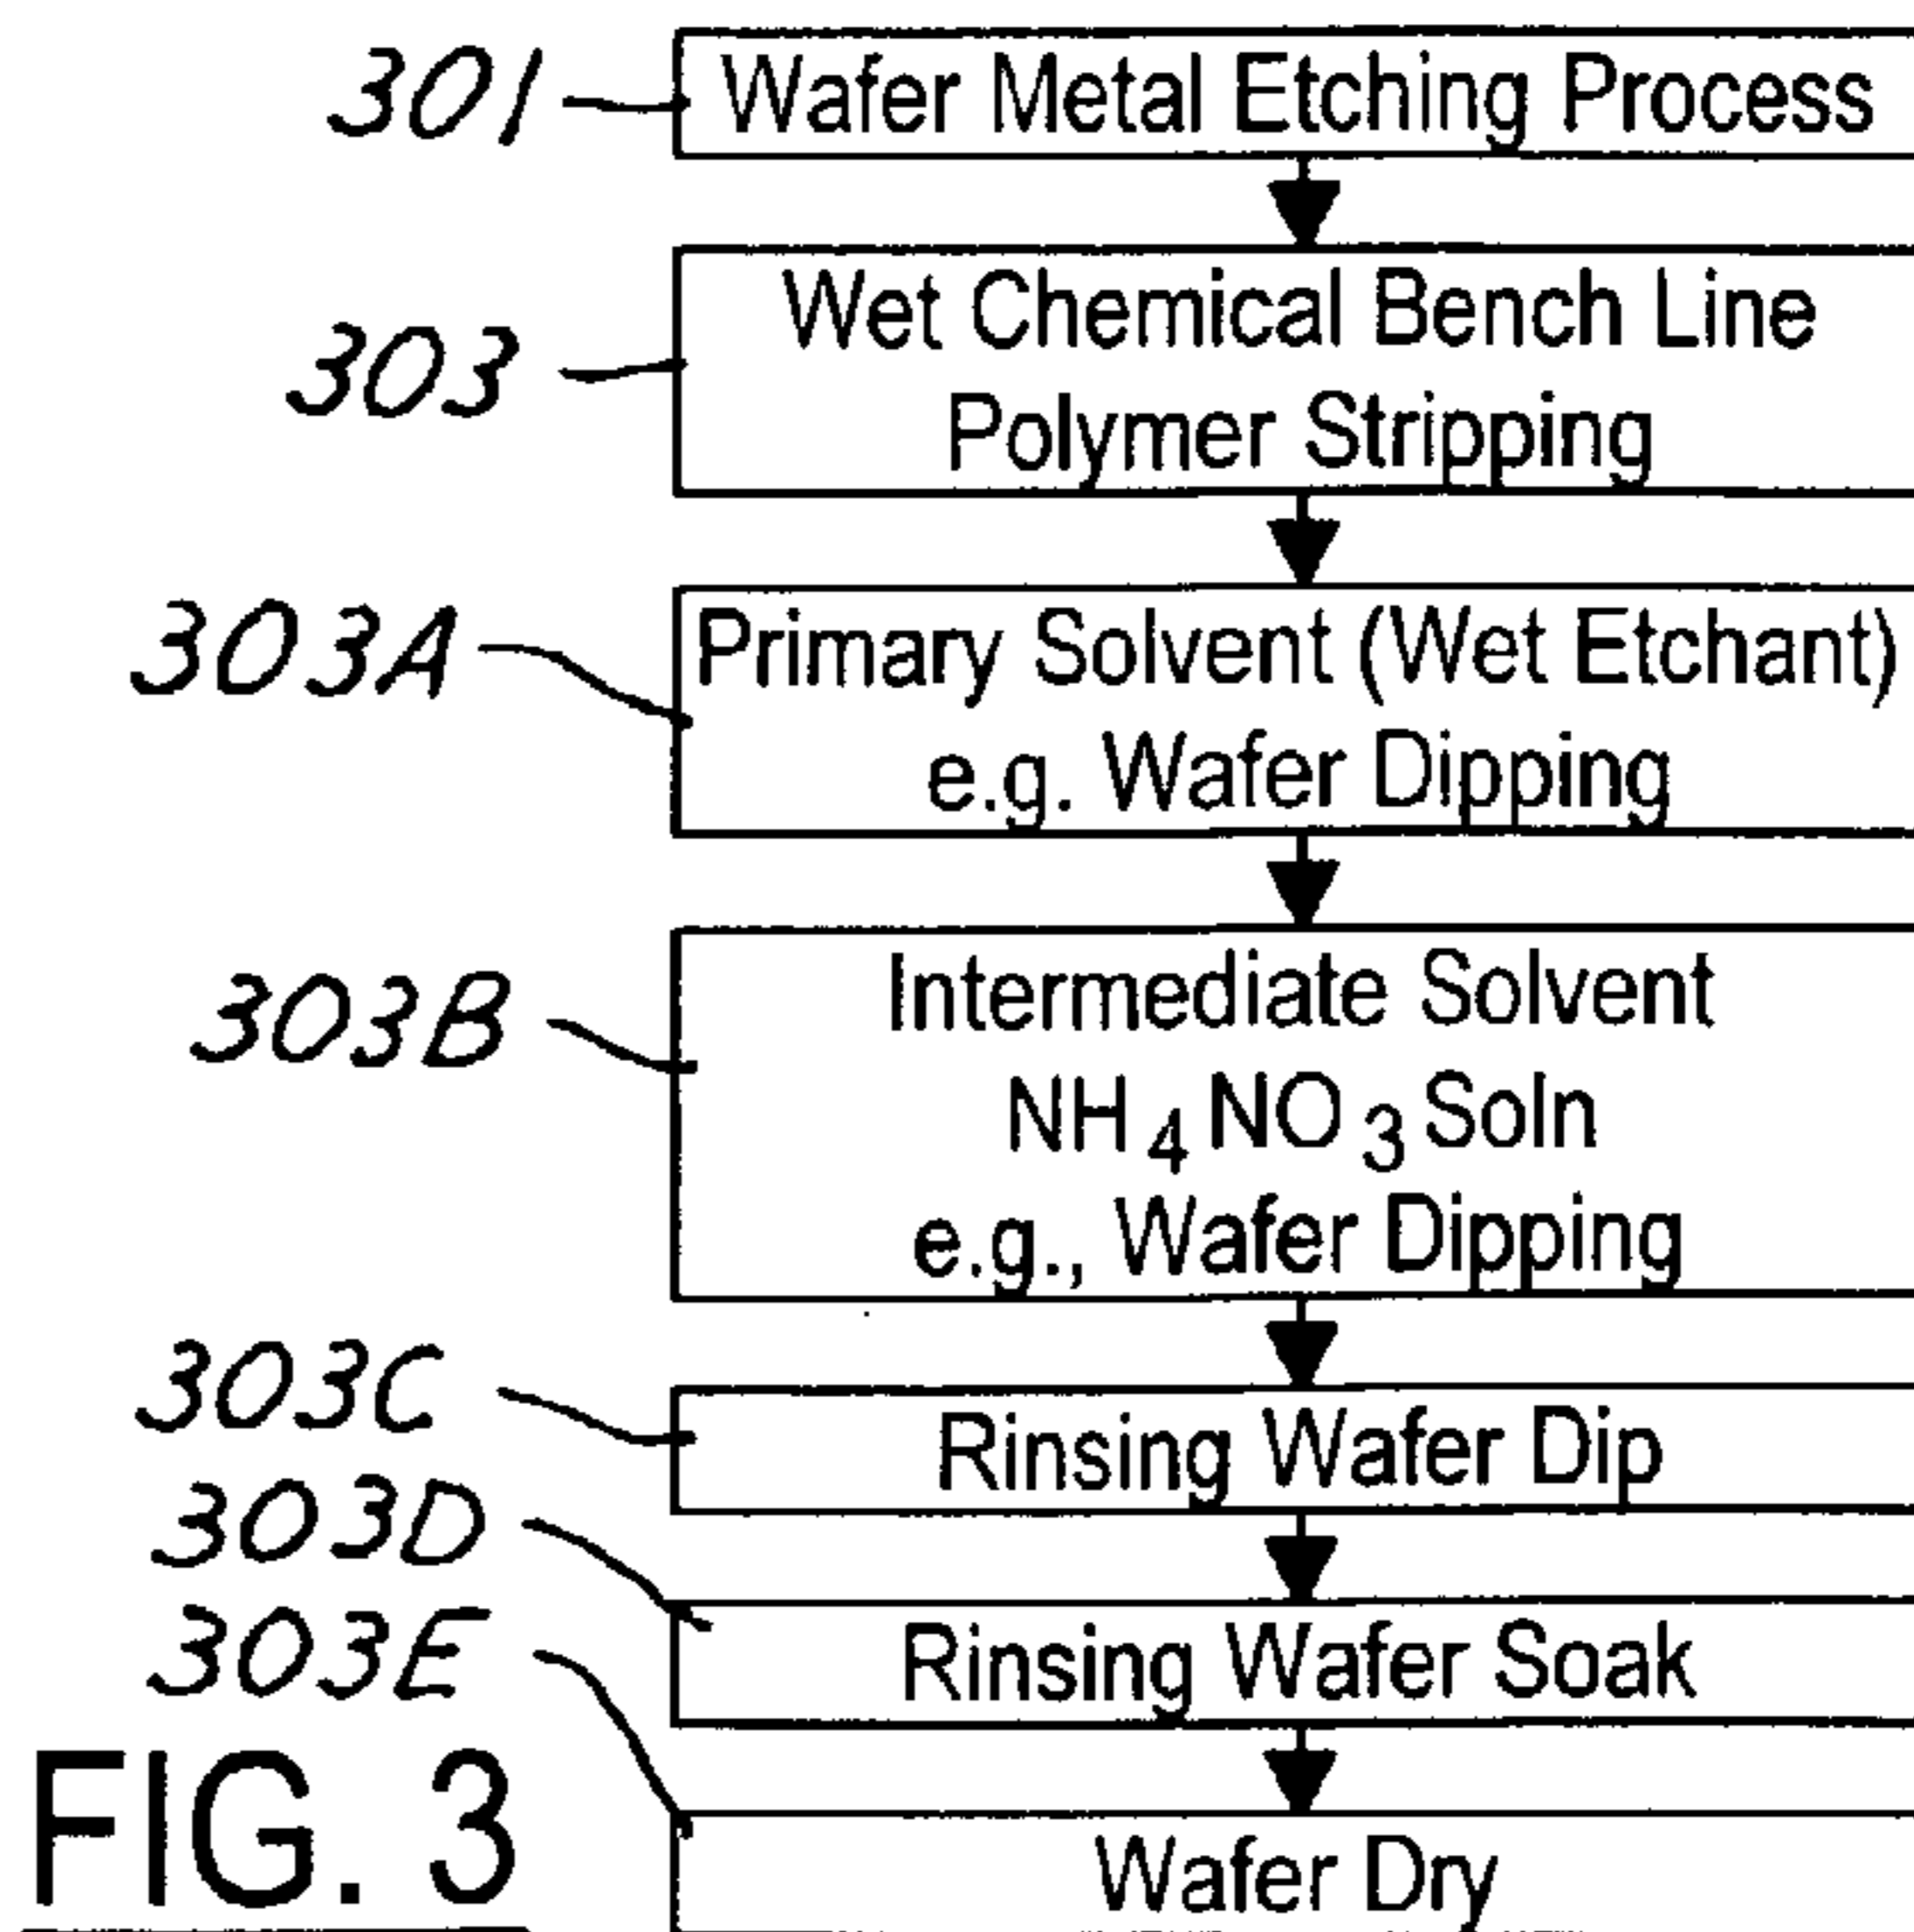 301 Wafer Metal Etching Process
303 Wet Chemical Bench Line
Polymer Stripping
303A Primary Solvent (Wet Etchant)
e.g. Wafer Dipping
303B Intermediate Solvent
NH4NO3 Soln
e.g., Wafer Dipping
303C Rinsing Wafer Dip
303D Rinsing Wafer Soak
303E Wafer Dry
FIG. 3